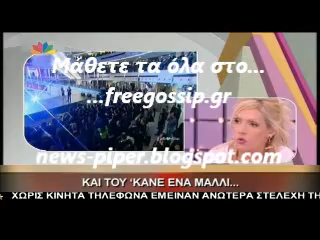 Μάθετε τα όλα στο...
...freegossip.gr
news-piper.blogspot.com
ΚΑΙ ΤΟΥ 'ΚΑΝΕ ΕΝΑ ΜΑΛΛΙ...
ΧΩΡΙΣ ΚΙΝΗΤΑ ΤΗΛΕΦΩΝΑ ΕΜΕΙΝΑΝ ΑΝΩΤΕΡΑ ΣΤΕΛΕΧΗ ΤΗ